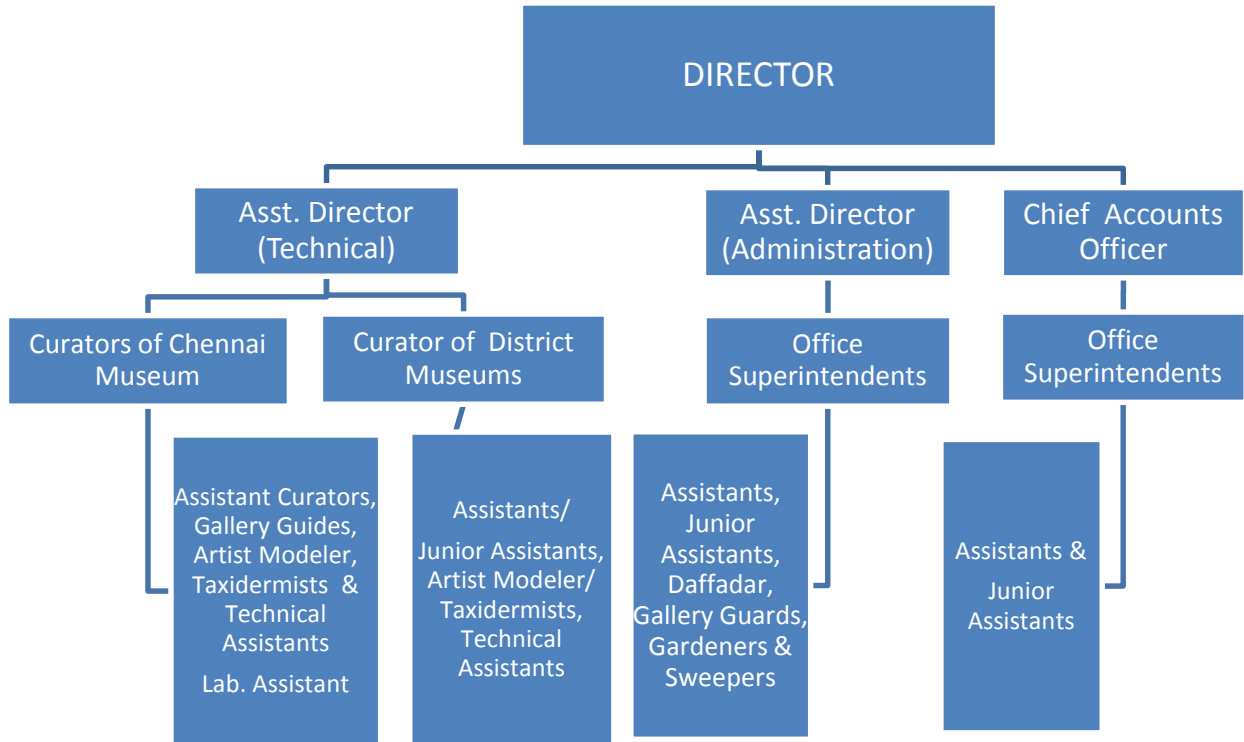 DIRECTOR
Asst. Director
(Technical)
Asst. Director
(Administration)
Chief Accounts
Officer
Curators of Chennai
Museum
Curator of District
Museums
Office
Superintendents
Office
Superintendents
Assistant Curators,
Gallery Guides,
Artist Modeler,
Taxidermists &
Technical
Assistants
Lab. Assistant
Assistants/
Junior Assistants,
Artist Modeler/
Taxidermists,
Technical
Assistants
Assistants,
Junior
Assistants,
Daffadar,
Gallery Guards,
Gardeners &
Sweepers
Assistants &
Junior
Assistants